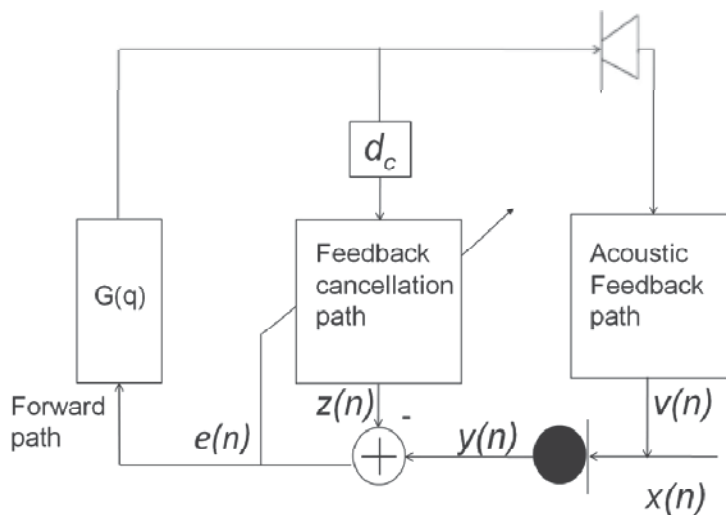 d_c
Feedback
cancellation
path
Acoustic
Feedback
path
G(q)
Forward
path
e(n)
z(n)
-
y(n)
v(n)
x(n)
+